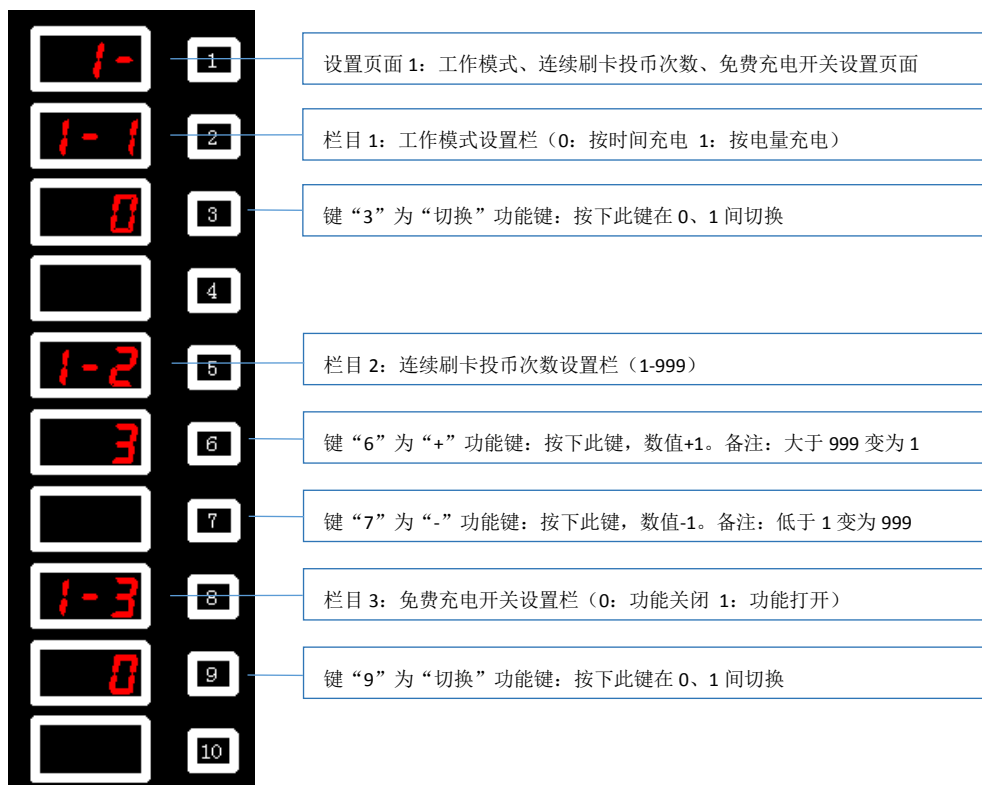 1- 1 设置页面 1：工作模式、连续刷卡投币次数、免费充电开关设置页面
1-1 2 栏目 1：工作模式设置栏（0：按时间充电 1：按电量充电）
0 3 键“3”为“切换”功能键：按下此键在 0、1 间切换
4
1-2 5 栏目 2：连续刷卡投币次数设置栏（1-999）
3 6 键“6”为“+”功能键：按下此键，数值+1。备注：大于 999 变为 1
7 键“7”为“-”功能键：按下此键，数值-1。备注：低于 1 变为 999
1-3 8 栏目 3：免费充电开关设置栏（0：功能关闭 1：功能打开）
0 9 键“9”为“切换”功能键：按下此键在 0、1 间切换
10